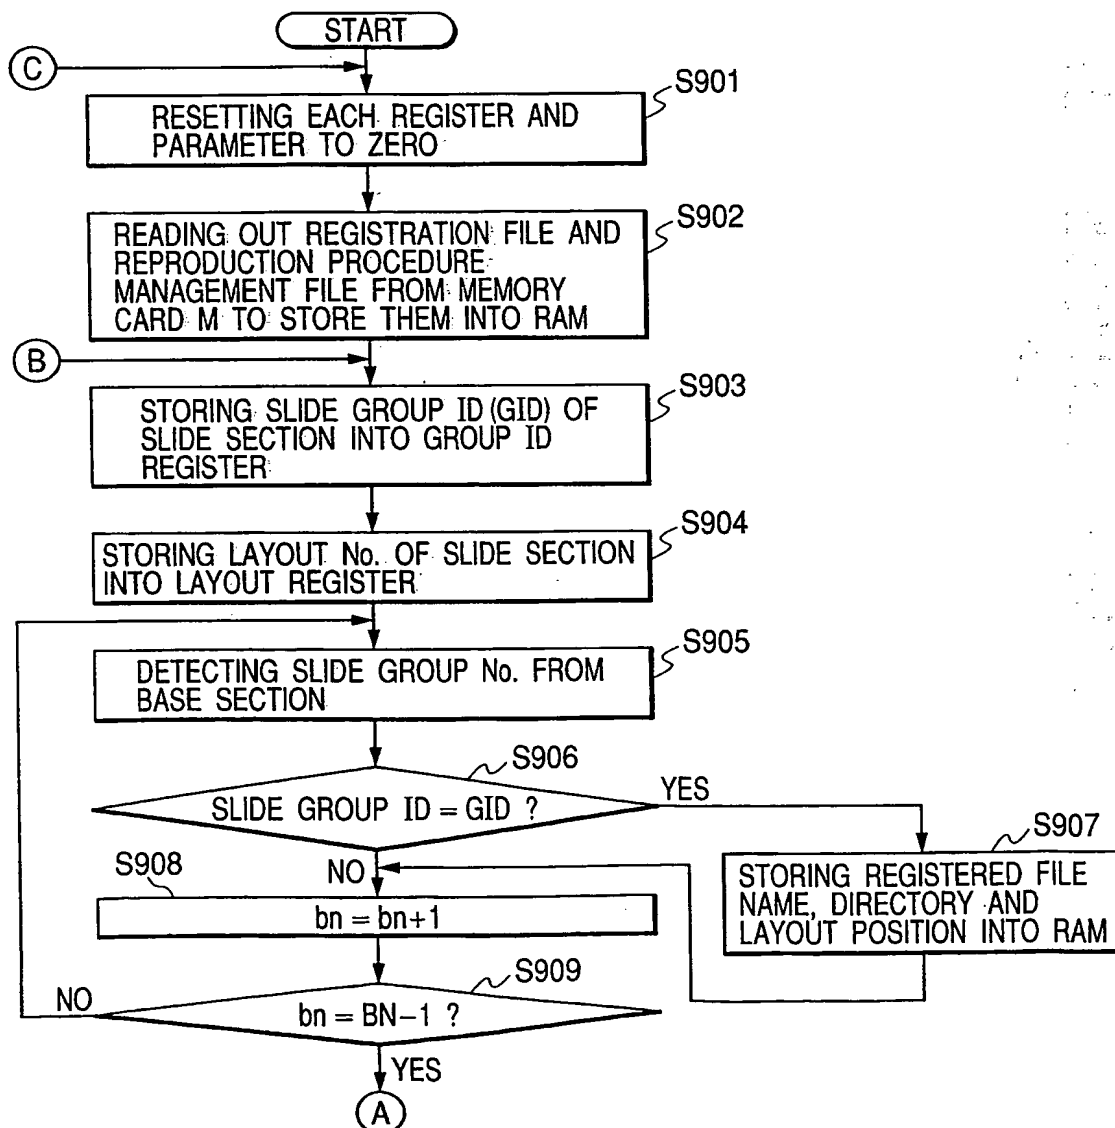 START
C
S901
RESETTING EACH REGISTER AND
PARAMETER TO ZERO
S902
READING OUT REGISTRATION FILE AND
REPRODUCTION PROCEDURE
MANAGEMENT FILE FROM MEMORY
CARD M TO STORE THEM INTO RAM
B
S903
STORING SLIDE GROUP ID (GID) OF
SLIDE SECTION INTO GROUP ID
REGISTER
S904
STORING LAYOUT No. OF SLIDE SECTION
INTO LAYOUT REGISTER
S905
DETECTING SLIDE GROUP No. FROM
BASE SECTION
S906
SLIDE GROUP ID = GID ?
YES
S907
STORING REGISTERED FILE
NAME, DIRECTORY AND
LAYOUT POSITION INTO RAM
NO
S908
bn = bn+1
S909
bn = BN-1 ?
NO
YES
A